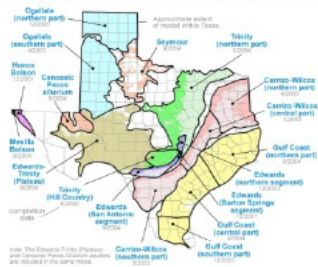 Ogallala
(northern part)
Approximate extent
of model within Texas.
Ogallala
(southern part)
Seymour
Trinity
(northern part)
Hueco
Bolson
Cenozoic
Pecos
alluvium
Carrizo-Wilcox
(northern part)
Carrizo-Wilcox
(central part)
Mesilla
Bolson
Gulf Coast
(northern part)
Edwards-
Trinity
(Plateau)
Edwards
(northern
segment)
Trinity
(Hill Country)
Edwards
(Barton Springs
segment)
completion
date
Edwards
(San Antonio
segment)
Gulf Coast
(central part)
Carrizo-Wilcox
(southern part)
Gulf Coast
(southern part)
note: The Edwards-Trinity (Plateau)
and Cenozoic Pecos Alluvium aquifers
are included in the same model.